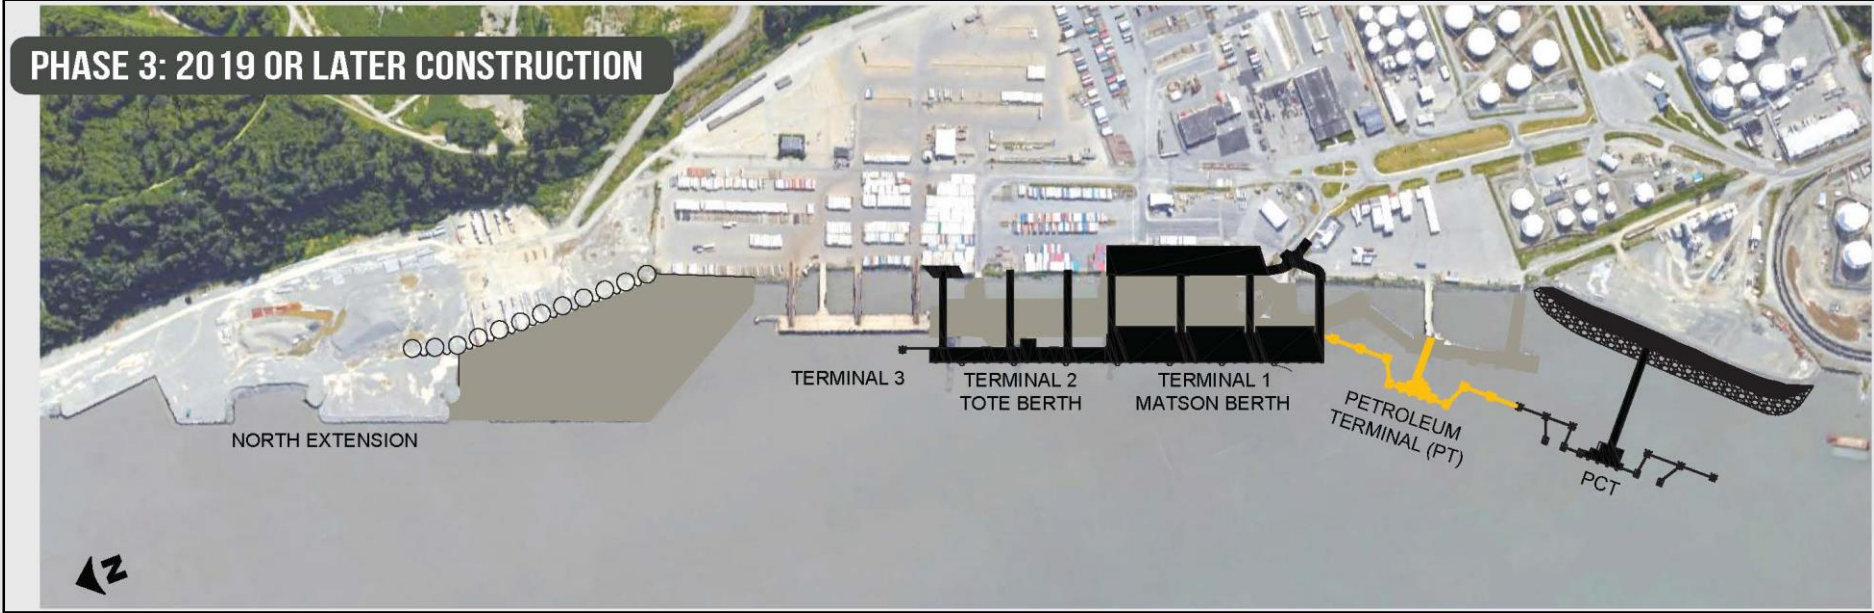 PHASE 3: 2019 OR LATER CONSTRUCTION
TERMINAL 3
TERMINAL 2
TOTE BERTH
TERMINAL 1
MATSON BERTH
PETROLEUM
TERMINAL (PT)
NORTH EXTENSION
PCT
N